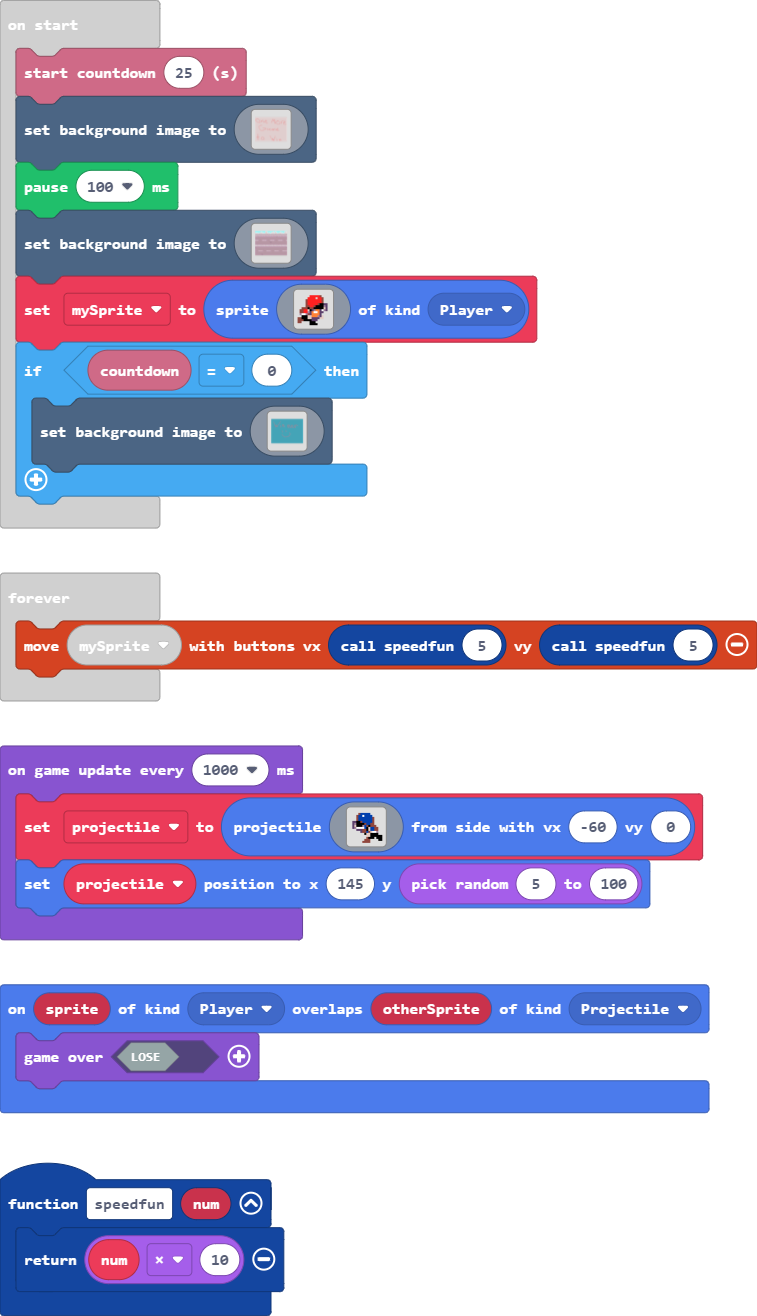 on start
start countdown 25 (s)
set background image to
pause 100 ms
set background image to
set mySprite to sprite of kind Player
if countdown = 0 then
set background image to
forever
move mySprite with buttons vx call speedfun 5 vy call speedfun 5
on game update every 1000 ms
set projectile to projectile from side with vx -60 vy 0
set projectile position to x 145 y pick random 5 to 100
on sprite of kind Player overlaps otherSprite of kind Projectile
game over LOSE
function speedfun num
return num × 10